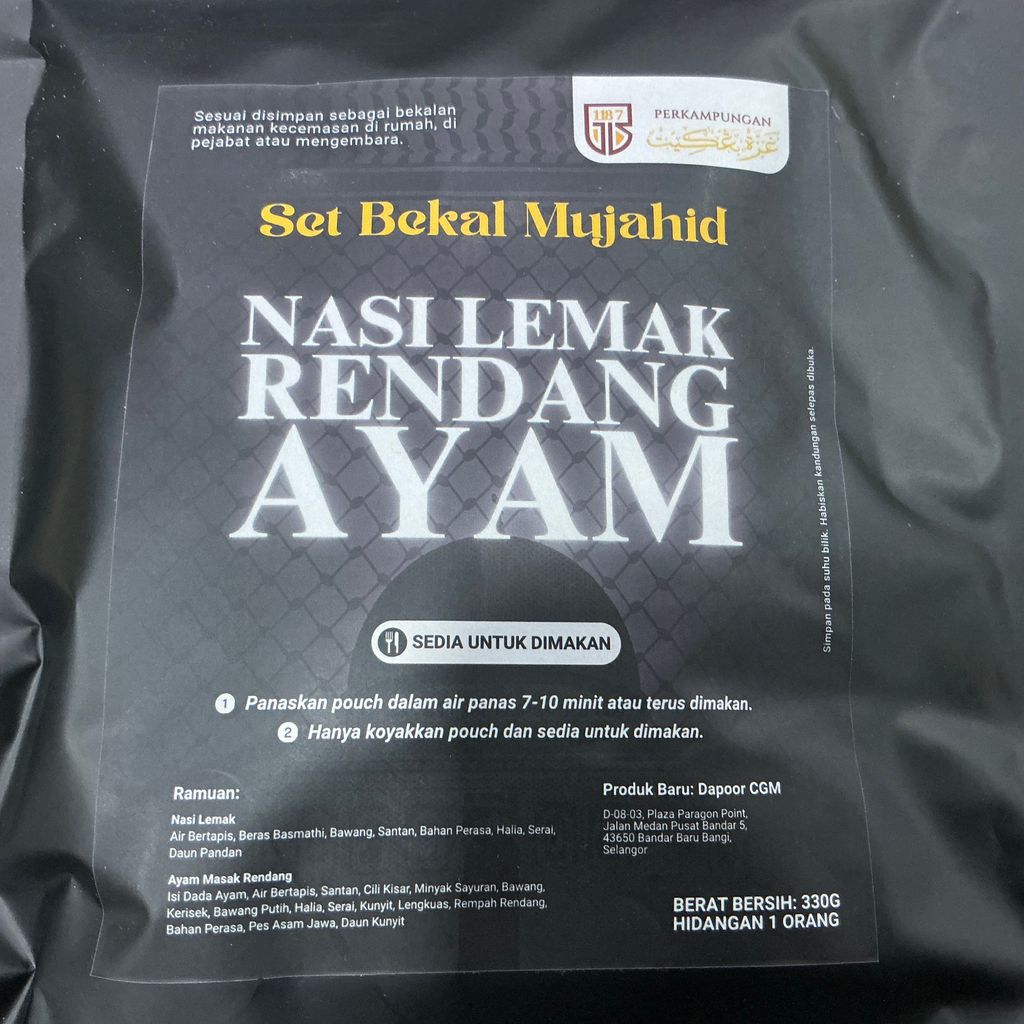 Sesuai disimpan sebagai bekalan
makanan kecemasan di rumah, di
pejabat atau mengembara.
1187
PERKAMPUNGAN
Set Bekal Mujahid
NASI LEMAK
RENDANG
AYAM
Simpan pada suhu bilik. Habiskan kandungan selepas dibuka.
SEDIA UNTUK DIMAKAN
1 Panaskan pouch dalam air panas 7-10 minit atau terus dimakan.
2 Hanya koyakkan pouch dan sedia untuk dimakan.
Ramuan:
Nasi Lemak
Air Bertapis, Beras Basmathi, Bawang, Santan, Bahan Perasa, Halia, Serai,
Daun Pandan
Ayam Masak Rendang
Isi Dada Ayam, Air Bertapis, Santan, Cili Kisar, Minyak Sayuran, Bawang,
Kerisek, Bawang Putih, Halia, Serai, Kunyit, Lengkuas, Rempah Rendang,
Bahan Perasa, Pes Asam Jawa, Daun Kunyit
Produk Baru: Dapoor CGM
D-08-03, Plaza Paragon Point,
Jalan Medan Pusat Bandar 5,
43650 Bandar Baru Bangi,
Selangor
BERAT BERSIH: 330G
HIDANGAN 1 ORANG